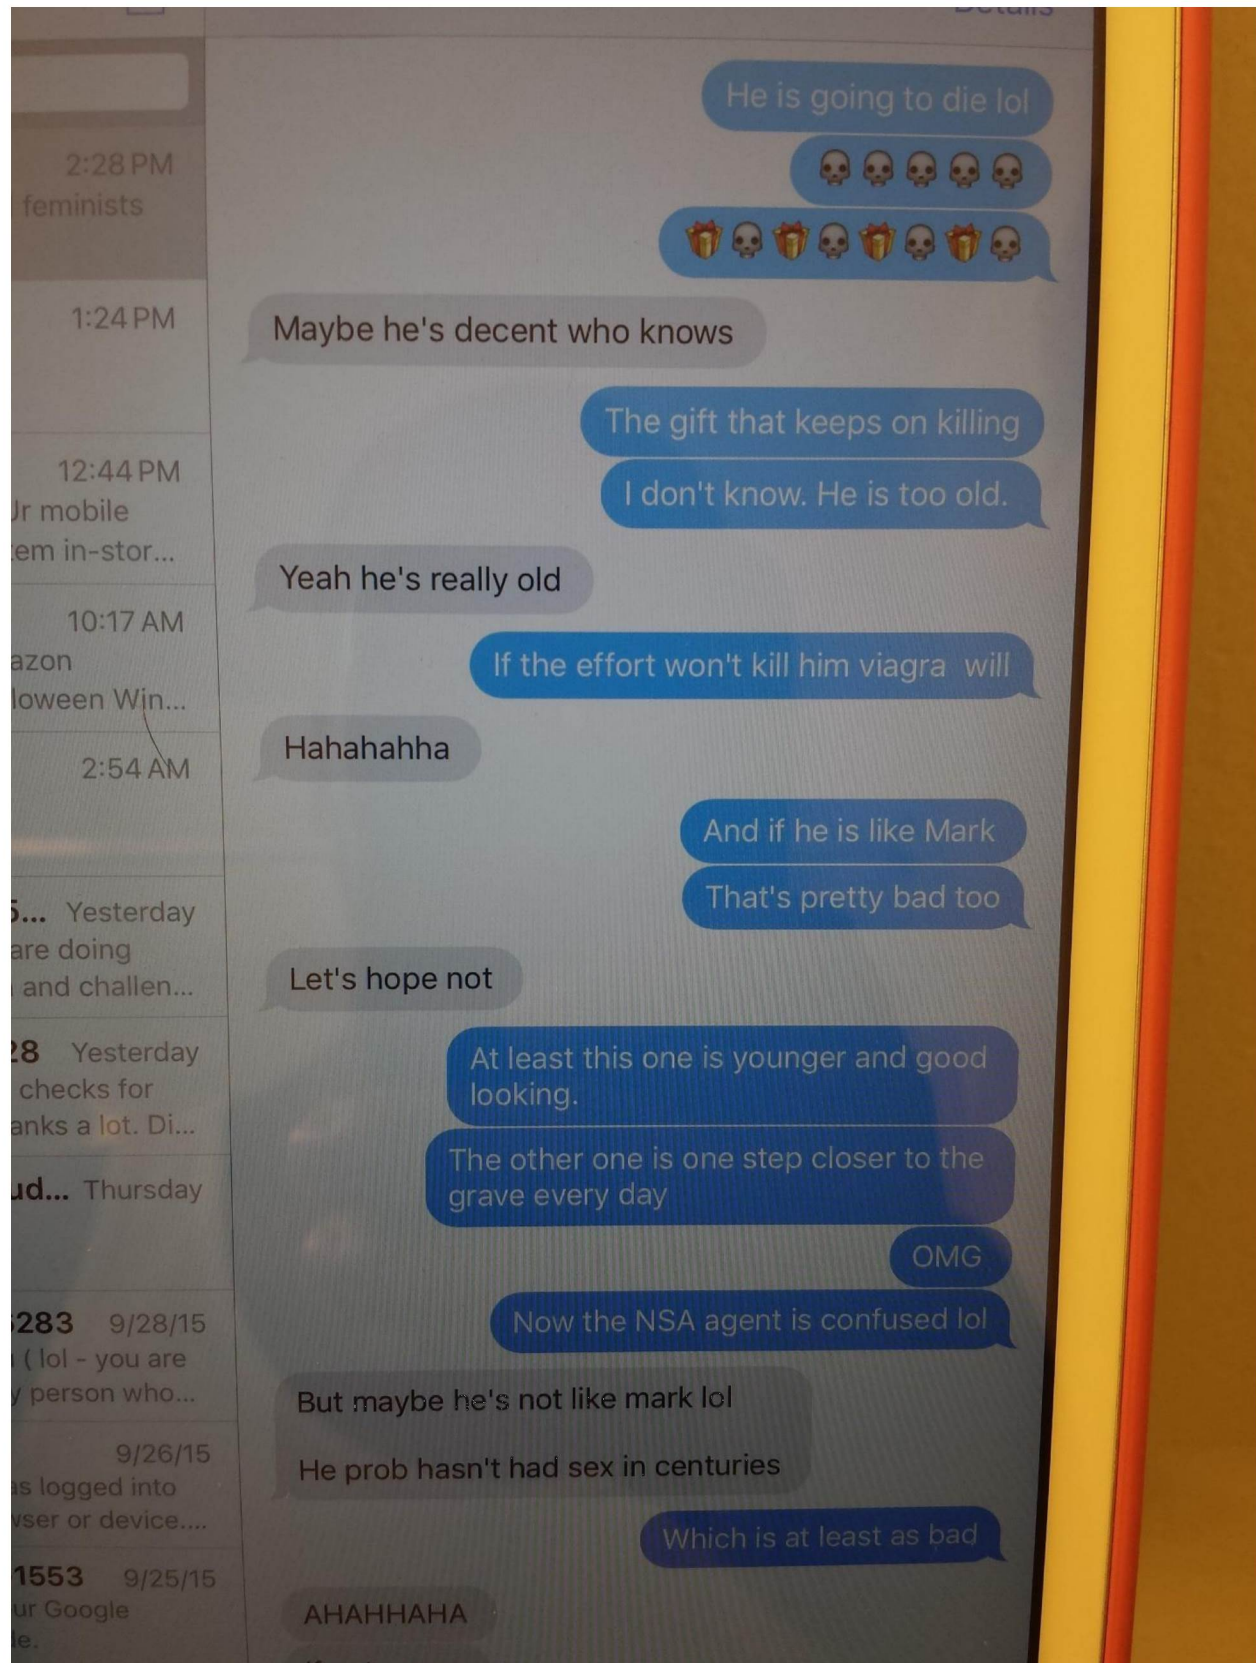 Details
2:28 PM
feminists
1:24 PM
12:44 PM
Jr mobile
em in-stor...
10:17 AM
azon
loween Win...
2:54 AM
5... Yesterday
are doing
and challen...
28 Yesterday
checks for
anks a lot. Di...
ud... Thursday
6283 9/28/15
( lol - you are
y person who...
9/26/15
as logged into
wser or device....
1553 9/25/15
ur Google
le.
He is going to die lol
💀💀💀💀💀
🎁💀🎁💀🎁💀🎁💀
Maybe he's decent who knows
The gift that keeps on killing
I don't know. He is too old.
Yeah he's really old
If the effort won't kill him viagra will
Hahahahha
And if he is like Mark
That's pretty bad too
Let's hope not
At least this one is younger and good
looking.
The other one is one step closer to the
grave every day
OMG
Now the NSA agent is confused lol
But maybe he's not like mark lol
He prob hasn't had sex in centuries
Which is at least as bad
AHAHHAHA